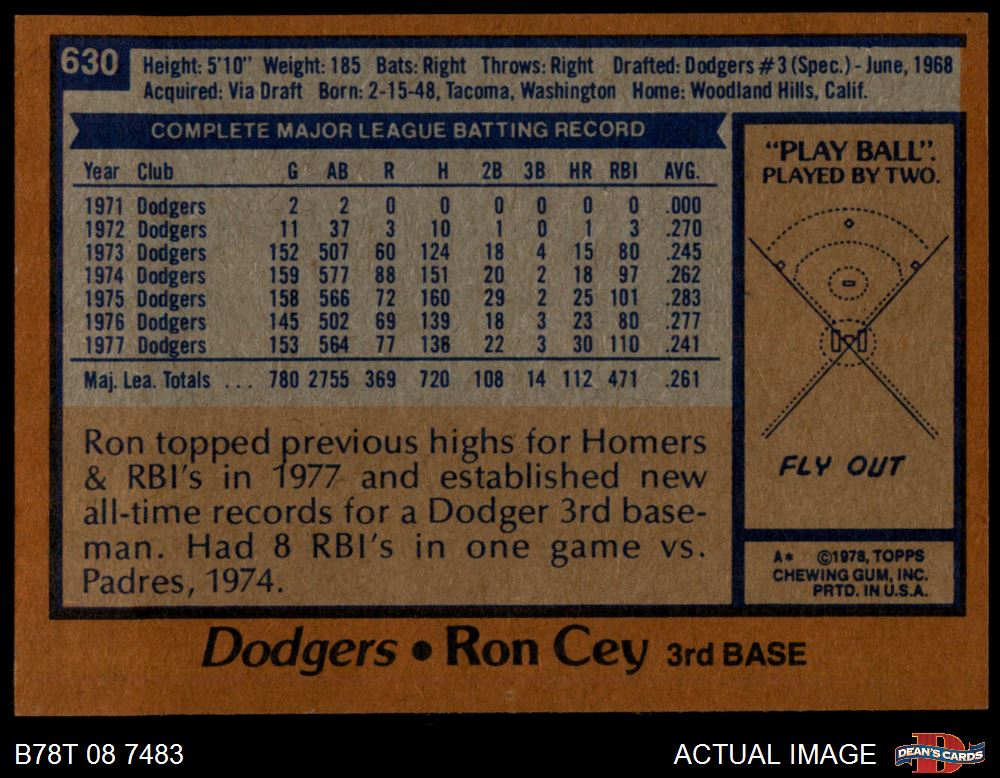 630
Height: 5'10" Weight: 185 Bats: Right Throws: Right Drafted: Dodgers #3 (Spec.) - June, 1968
Acquired: Via Draft Born: 2-15-48, Tacoma, Washington Home: Woodland Hills, Calif.
COMPLETE MAJOR LEAGUE BATTING RECORD
Year Club G AB R H 2B 3B HR RBI AVG.
1971 Dodgers 2 2 0 0 0 0 0 0 .000
1972 Dodgers 11 37 3 10 1 0 1 3 .270
1973 Dodgers 152 507 60 124 18 4 15 80 .245
1974 Dodgers 159 577 88 151 20 2 18 97 .262
1975 Dodgers 158 566 72 160 29 2 25 101 .283
1976 Dodgers 145 502 69 139 18 3 23 80 .277
1977 Dodgers 153 564 77 136 22 3 30 110 .241
Maj. Lea. Totals ... 780 2755 369 720 108 14 112 471 .261
Ron topped previous highs for Homers
& RBI's in 1977 and established new
all-time records for a Dodger 3rd base-
man. Had 8 RBI's in one game vs.
Padres, 1974.
"PLAY BALL".
PLAYED BY TWO.
FLY OUT
A* ©1978, TOPPS
CHEWING GUM, INC.
PRTD. IN U.S.A.
Dodgers • Ron Cey 3rd BASE
B78T 08 7483
ACTUAL IMAGE
D
DEAN'S CARDS